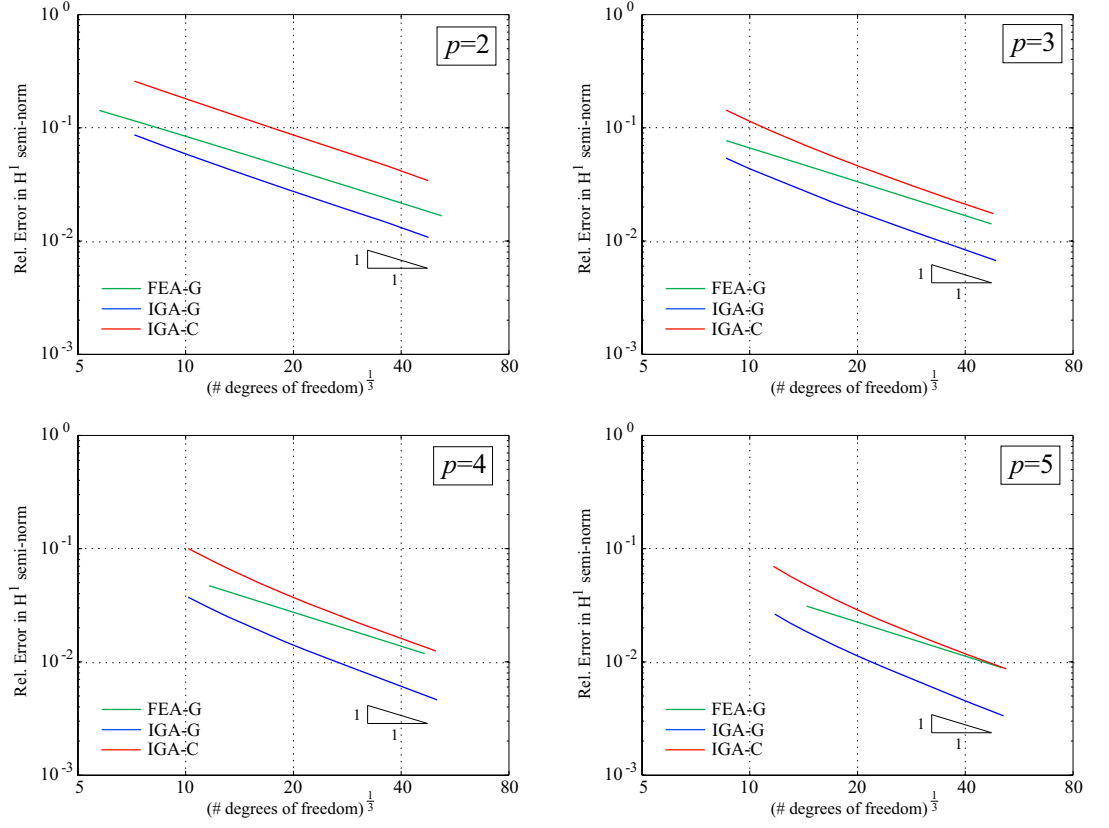 p=2
10^0
10^-1
10^-2
10^-3
Rel. Error in H^1 semi-norm
FEA-G
IGA-G
IGA-C
1
1
5 10 20 40 80
(# degrees of freedom)^1/3
p=3
10^0
10^-1
10^-2
10^-3
Rel. Error in H^1 semi-norm
FEA-G
IGA-G
IGA-C
1
1
5 10 20 40 80
(# degrees of freedom)^1/3
p=4
10^0
10^-1
10^-2
10^-3
Rel. Error in H^1 semi-norm
FEA-G
IGA-G
IGA-C
1
1
5 10 20 40 80
(# degrees of freedom)^1/3
p=5
10^0
10^-1
10^-2
10^-3
Rel. Error in H^1 semi-norm
FEA-G
IGA-G
IGA-C
1
1
5 10 20 40 80
(# degrees of freedom)^1/3